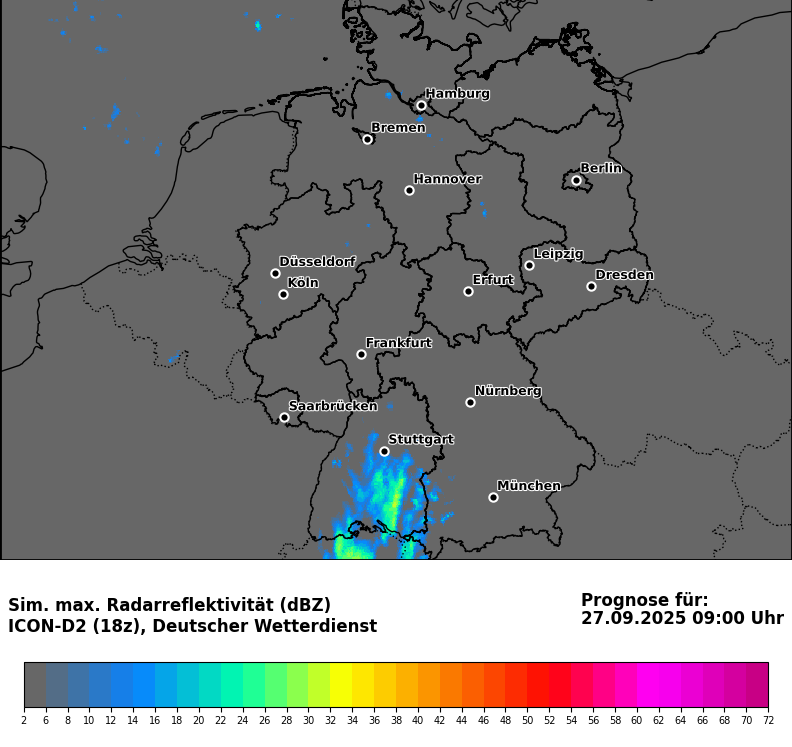 Hamburg
Bremen
Berlin
Hannover
Leipzig
Düsseldorf
Dresden
Köln
Erfurt
Frankfurt
Nürnberg
Saarbrücken
Stuttgart
München
Sim. max. Radarreflektivität (dBZ)
ICON-D2 (18z), Deutscher Wetterdienst
Prognose für:
27.09.2025 09:00 Uhr
2 6 8 10 12 14 16 18 20 22 24 26 28 30 32 34 36 38 40 42 44 46 48 50 52 54 56 58 60 62 64 66 68 70 72